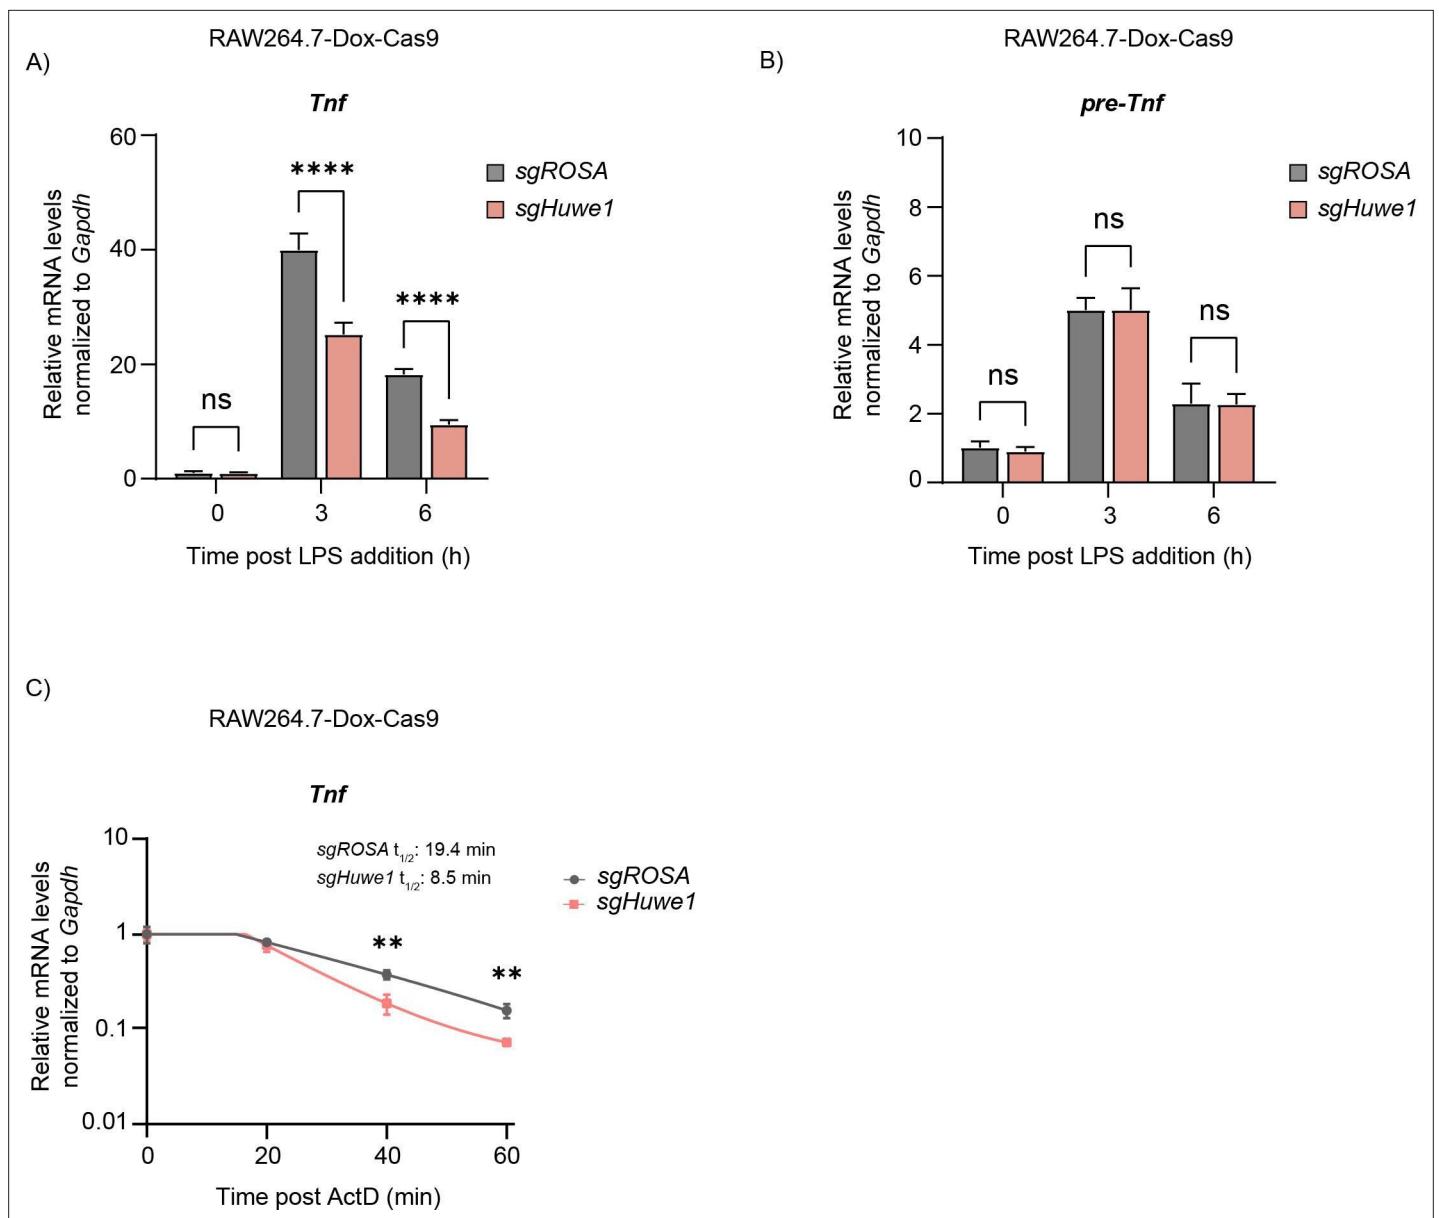 RAW264.7-Dox-Cas9
A)
Tnf
60
40
20
0
Relative mRNA levels
normalized to Gapdh
ns
****
****
sgROSA
sgHuwe1
0 3 6
Time post LPS addition (h)
RAW264.7-Dox-Cas9
B)
pre-Tnf
10
8
6
4
2
0
Relative mRNA levels
normalized to Gapdh
ns
ns
ns
sgROSA
sgHuwe1
0 3 6
Time post LPS addition (h)
C)
RAW264.7-Dox-Cas9
Tnf
10
1
0.1
0.01
Relative mRNA levels
normalized to Gapdh
sgROSA t1/2: 19.4 min
sgHuwe1 t1/2: 8.5 min
**
**
sgROSA
sgHuwe1
0 20 40 60
Time post ActD (min)